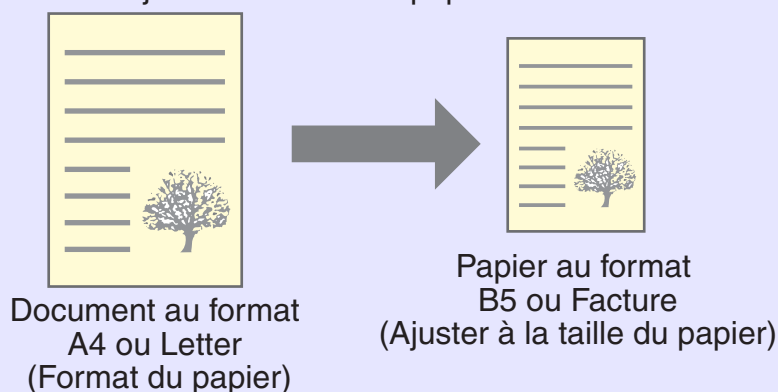 Document au format
A4 ou Letter
(Format du papier)
Papier au format
B5 ou Facture
(Ajuster à la taille du papier)